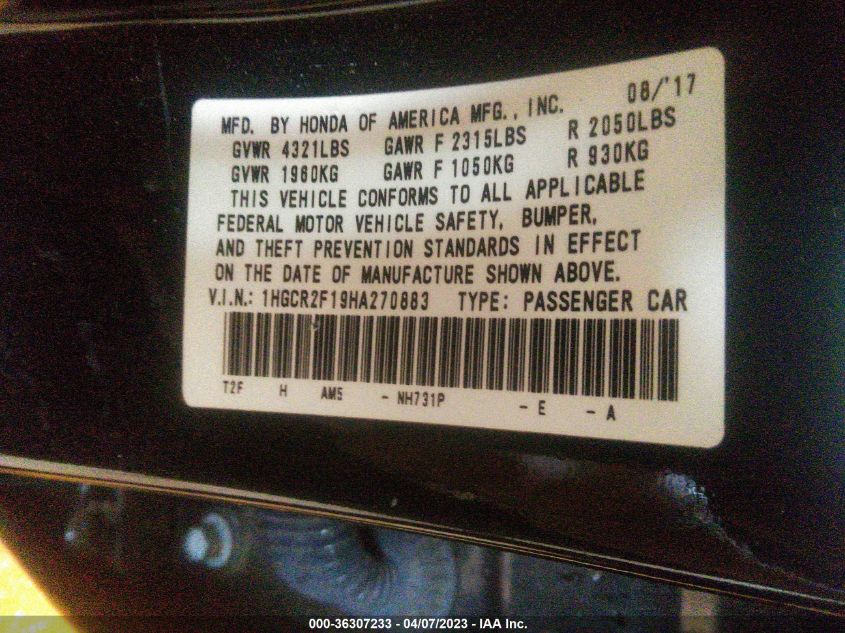 MFD. BY HONDA OF AMERICA MFG., INC. 08/'17
GVWR 4321LBS GAWR F 2315LBS R 2050LBS
GVWR 1960KG GAWR F 1050KG R 930KG
THIS VEHICLE CONFORMS TO ALL APPLICABLE
FEDERAL MOTOR VEHICLE SAFETY, BUMPER,
AND THEFT PREVENTION STANDARDS IN EFFECT
ON THE DATE OF MANUFACTURE SHOWN ABOVE.
V.I.N.: 1HGCR2F19HA270883 TYPE: PASSENGER CAR
T2F H AM5 - NH731P - E - A
000-36307233 - 04/07/2023 - IAA Inc.